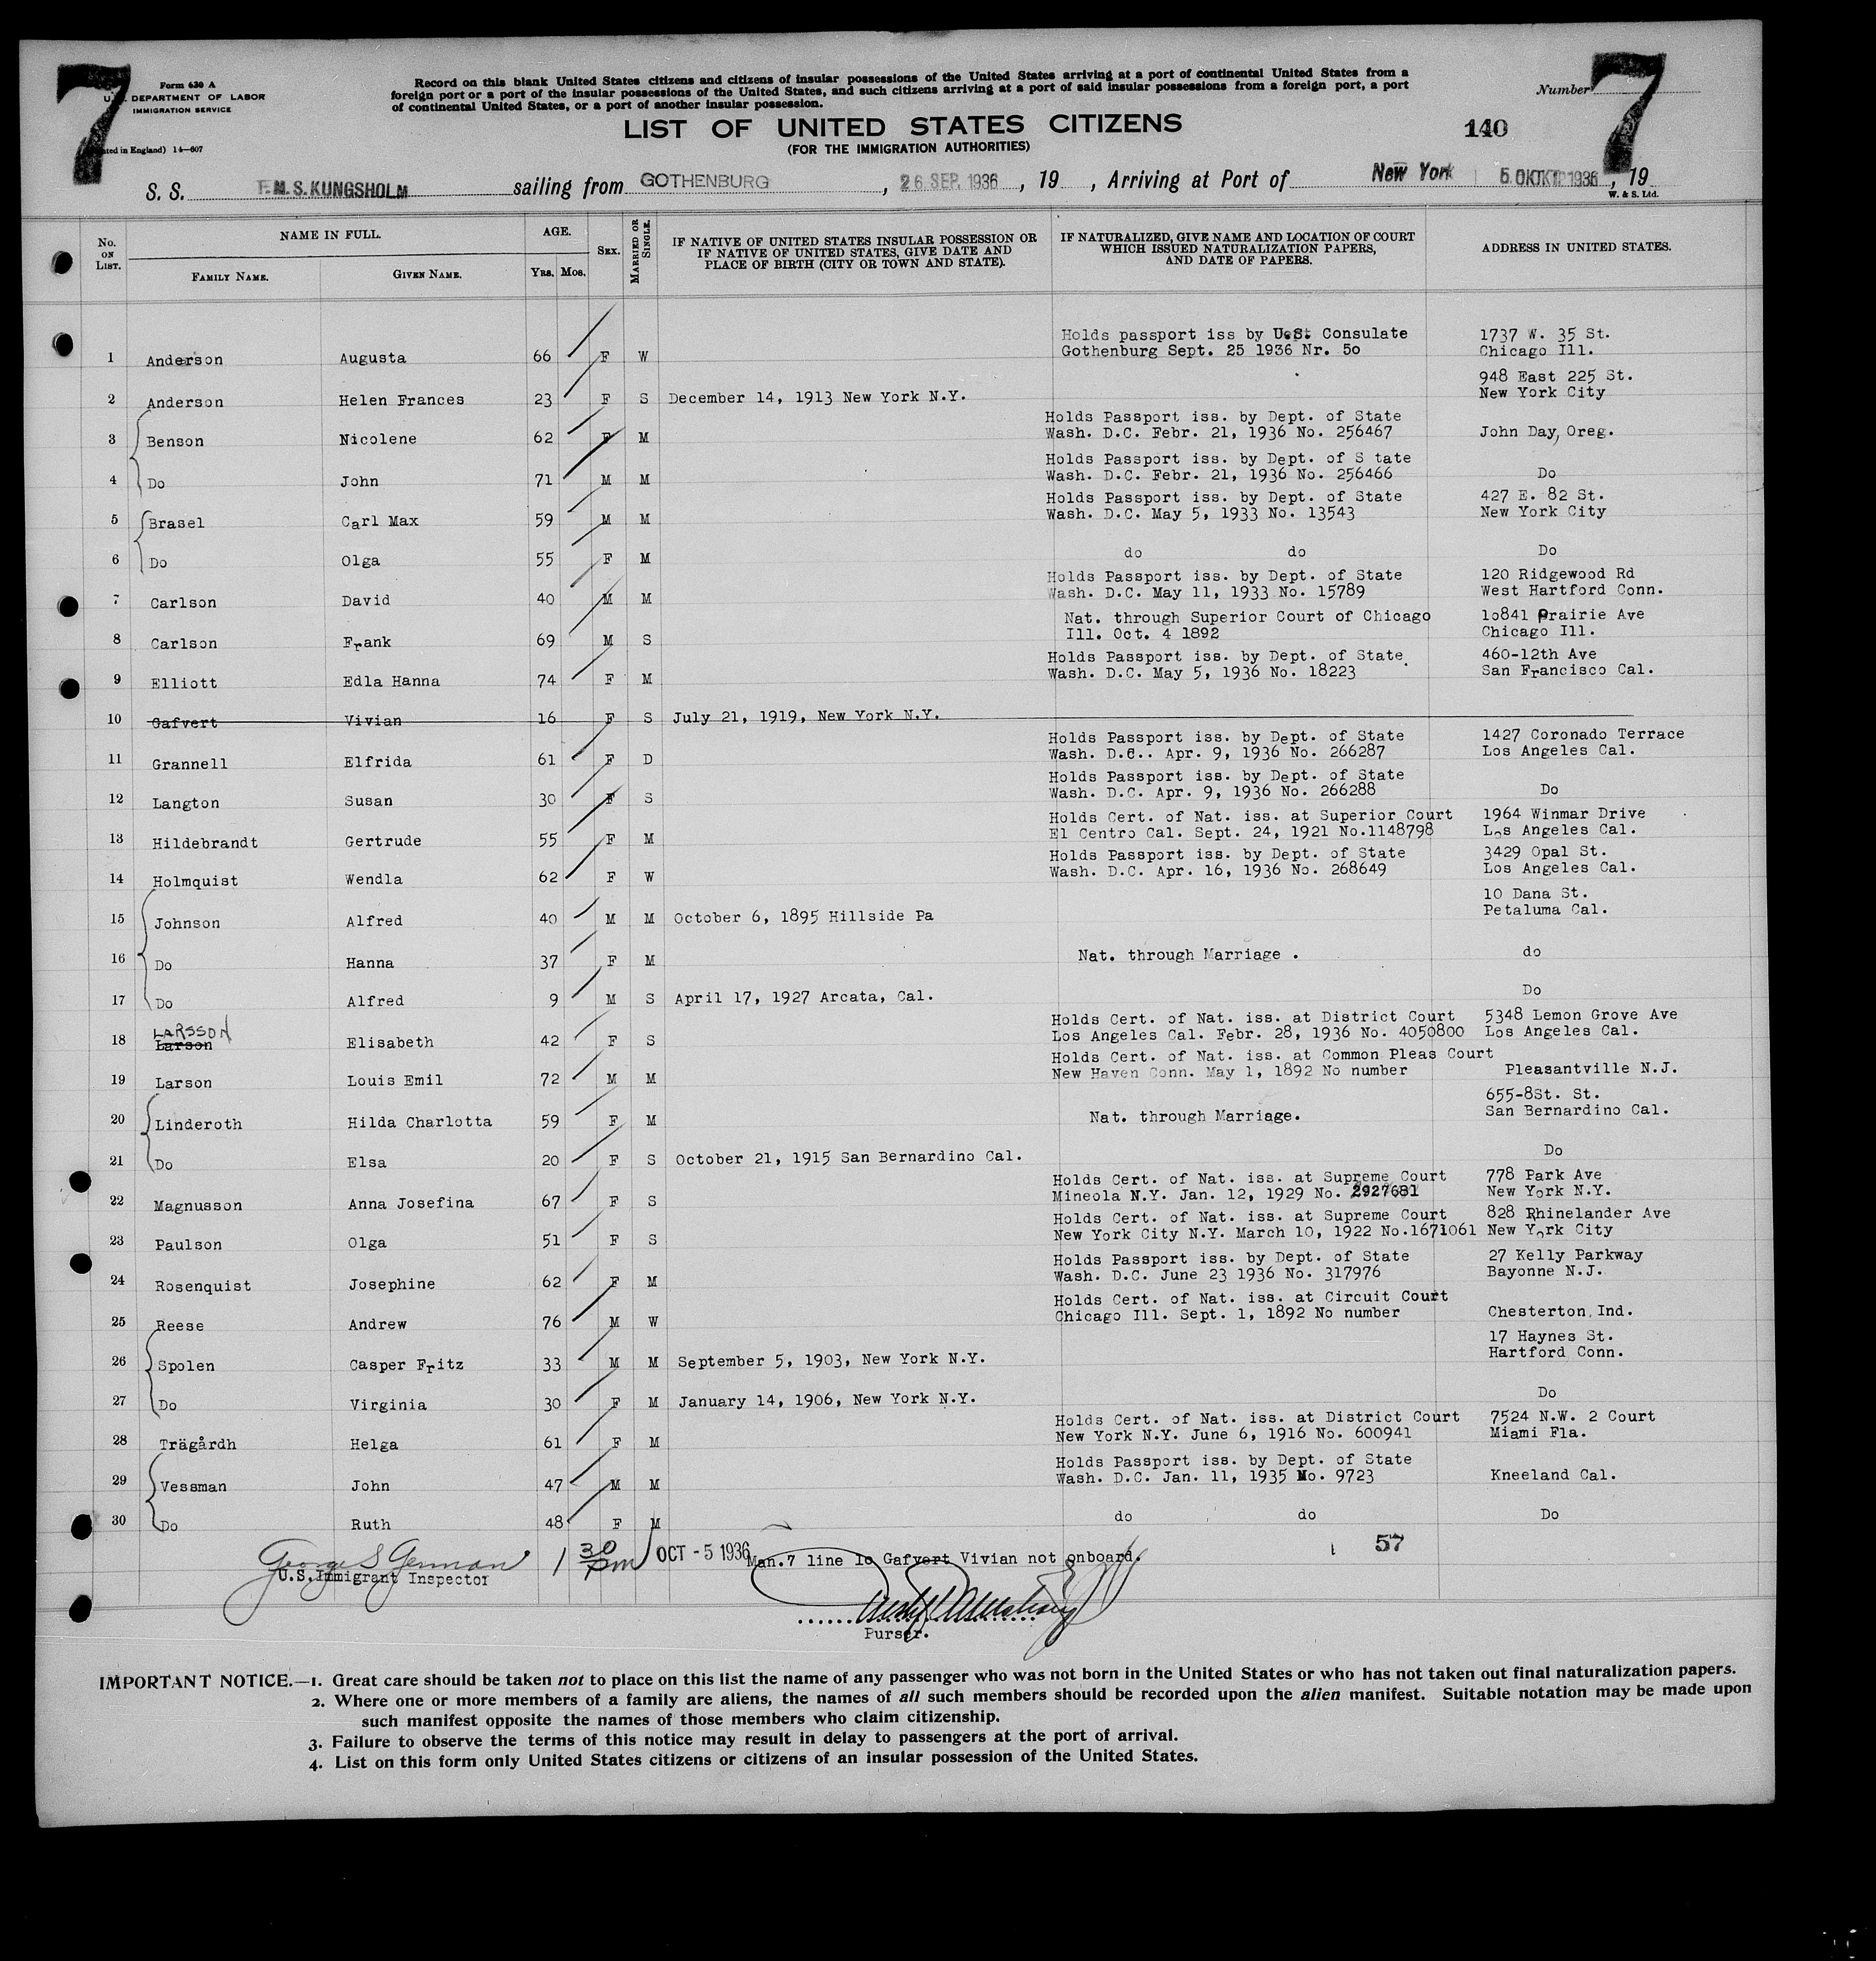 7
7
Form 630 A
U.S. DEPARTMENT OF LABOR
IMMIGRATION SERVICE
(Printed in England) 14—607
Record on this blank United States citizens and citizens of insular possessions of the United States arriving at a port of continental United States from a
foreign port or a port of the insular possessions of the United States, and such citizens arriving at a port of said insular possessions from a foreign port, a port
of continental United States, or a port of another insular possession.
Number
LIST OF UNITED STATES CITIZENS
(FOR THE IMMIGRATION AUTHORITIES)
140
S. S. M.S.KUNGSHOLM sailing from GOTHENBURG, 26 SEP. 1936, 19 , Arriving at Port of New York 5 OKT 1936, 19
W. & S. Ltd.
No. ON LIST.
NAME IN FULL.
FAMILY NAME. GIVEN NAME.
AGE.
YRS. MOS.
SEX.
MARRIED OR SINGLE.
IF NATIVE OF UNITED STATES INSULAR POSSESSION OR
IF NATIVE OF UNITED STATES, GIVE DATE AND
PLACE OF BIRTH (CITY OR TOWN AND STATE).
IF NATURALIZED, GIVE NAME AND LOCATION OF COURT
WHICH ISSUED NATURALIZATION PAPERS,
AND DATE OF PAPERS.
ADDRESS IN UNITED STATES.
Holds passport iss by U.S. Consulate 1737 W. 35 St.
1 Anderson Augusta 66 F W Gothenburg Sept. 25 1936 Nr. 5o Chicago Ill.
948 East 225 St.
2 Anderson Helen Frances 23 F S December 14, 1913 New York N.Y. New York City
Holds Passport iss. by Dept. of State
3 Benson Nicolene 62 F M Wash. D.C. Febr. 21, 1936 No. 256467 John Day, Oreg.
Holds Passport iss. by Dept. of S tate
4 Do John 71 M M Wash. D.C. Febr. 21, 1936 No. 256466 Do
Holds Passport iss. by Dept. of State 427 E. 82 St.
5 Brasel Carl Max 59 M M Wash. D.C. May 5, 1933 No. 13543 New York City
6 Do Olga 55 F M do do Do
Holds Passport iss. by Dept. of State 120 Ridgewood Rd
7 Carlson David 40 M M Wash. D.C. May 11, 1933 No. 15789 West Hartford Conn.
Nat. through Superior Court of Chicago 1o841 Prairie Ave
8 Carlson Frank 69 M S Ill. Oct. 4 1892 Chicago Ill.
Holds Passport iss. by Dept. of State 460-12th Ave
9 Elliott Edla Hanna 74 F M Wash. D.C. May 5, 1936 No. 18223 San Francisco Cal.
10 Gafvert Vivian 16 F S July 21, 1919, New York N.Y.
Holds Passport iss. by Dept. of State 1427 Coronado Terrace
11 Grannell Elfrida 61 F D Wash. D.C.. Apr. 9, 1936 No. 266287 Los Angeles Cal.
Holds Passport iss. by Dept. of State
12 Langton Susan 30 F S Wash. D.C. Apr. 9, 1936 No. 266288 Do
Holds Cert. of Nat. iss. at Superior Court 1964 Winmar Drive
13 Hildebrandt Gertrude 55 F M El Centro Cal. Sept. 24, 1921 No.1148798 Los Angeles Cal.
Holds Passport iss. by Dept. of State 3429 Opal St.
14 Holmquist Wendla 62 F W Wash. D.C. Apr. 16, 1936 No. 268649 Los Angeles Cal.
10 Dana St.
15 Johnson Alfred 40 M M October 6, 1895 Hillside Pa Petaluma Cal.
16 Do Hanna 37 F M Nat. through Marriage . do
17 Do Alfred 9 M S April 17, 1927 Arcata, Cal. Do
LARSSON Holds Cert. of Nat. iss. at District Court 5348 Lemon Grove Ave
18 Larson Elisabeth 42 F S Los Angeles Cal. Febr. 28, 1936 No. 4050800 Los Angeles Cal.
Holds Cert. of Nat. iss. at Common Pleas Court
19 Larson Louis Emil 72 M M New Haven Conn. May 1, 1892 No number Pleasantville N.J.
655-8St. St.
20 Linderoth Hilda Charlotta 59 F M Nat. through Marriage. San Bernardino Cal.
21 Do Elsa 20 F S October 21, 1915 San Bernardino Cal. Do
Holds Cert. of Nat. iss. at Supreme Court 778 Park Ave
22 Magnusson Anna Josefina 67 F S Mineola N.Y. Jan. 12, 1929 No. New York N.Y.
Holds Cert. of Nat. iss. at Supreme Court 828 Rhinelander Ave
23 Paulson Olga 51 F S New York City N.Y. March 10, 1922 No.1671061 New York City
Holds Passport iss. by Dept. of State 27 Kelly Parkway
24 Rosenquist Josephine 62 F M Wash. D.C. June 23 1936 No. 317976 Bayonne N.J.
Holds Cert. of Nat. iss. at Circuit Court
25 Reese Andrew 76 M W Chicago Ill. Sept. 1, 1892 No number Chesterton, Ind.
17 Haynes St.
26 Spolen Casper Fritz 33 M M September 5, 1903, New York N.Y. Hartford Conn.
27 Do Virginia 30 F M January 14, 1906, New York N.Y. Do
Holds Cert. of Nat. iss. at District Court 7524 N.W. 2 Court
28 Trägårdh Helga 61 F M New York N.Y. June 6, 1916 No. 600941 Miami Fla.
Holds Passport iss. by Dept. of State
29 Vessman John 47 M M Wash. D.C. Jan. 11, 1935 No. 9723 Kneeland Cal.
30 Do Ruth 48 F M do do Do
George S German 1 30 pm OCT - 5 1936 Man.7 line 1o Gafvert Vivian not onboard. 57
U.S.Immigrant Inspector
Purser.
IMPORTANT NOTICE.—1. Great care should be taken not to place on this list the name of any passenger who was not born in the United States or who has not taken out final naturalization papers.
2. Where one or more members of a family are aliens, the names of all such members should be recorded upon the alien manifest. Suitable notation may be made upon
such manifest opposite the names of those members who claim citizenship.
3. Failure to observe the terms of this notice may result in delay to passengers at the port of arrival.
4. List on this form only United States citizens or citizens of an insular possession of the United States.